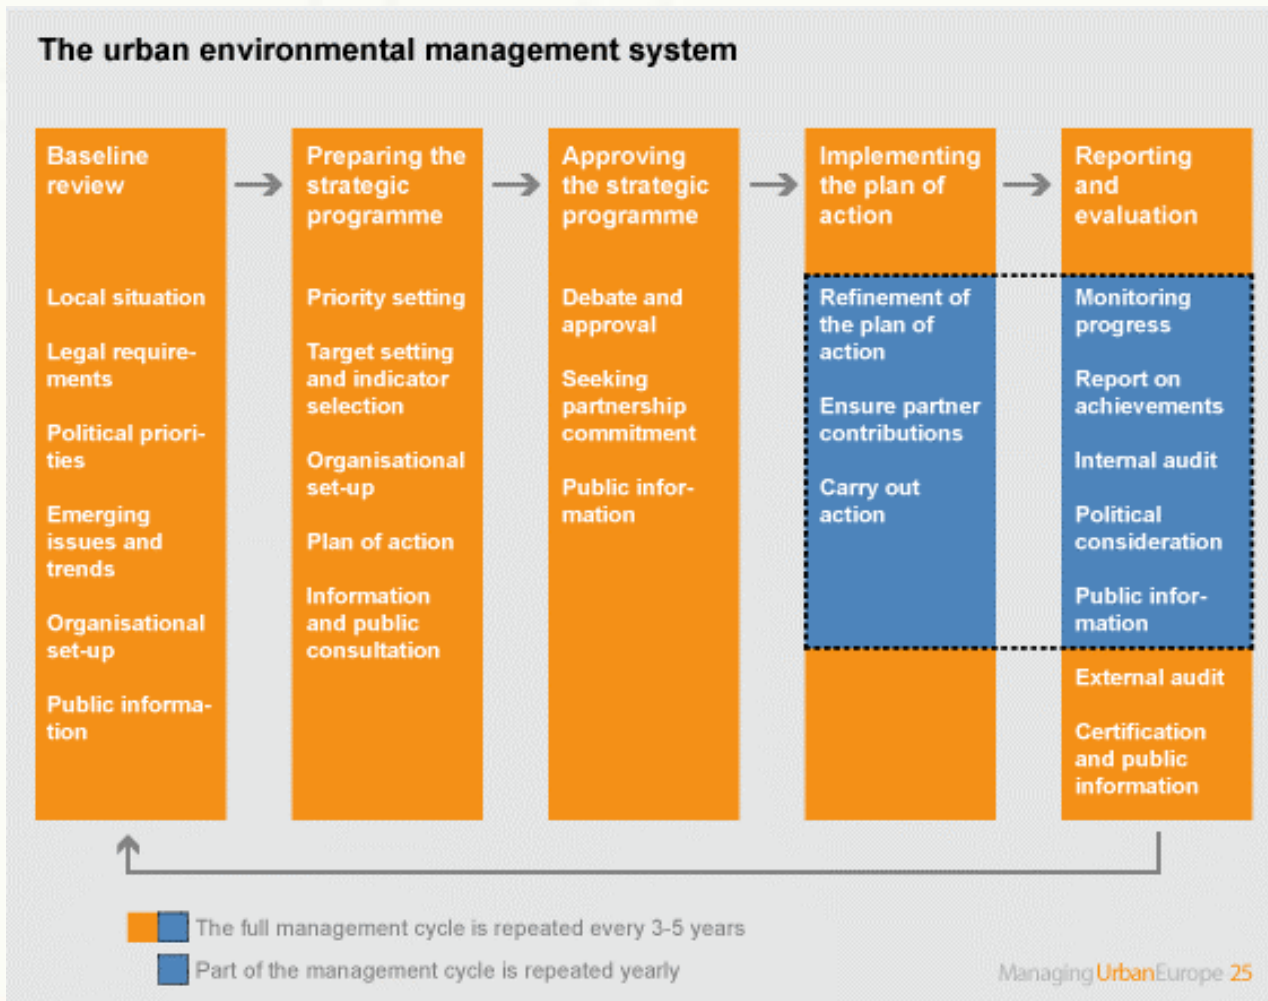 The urban environmental management system
Baseline
review
Local situation
Legal require-
ments
Political priori-
ties
Emerging
issues and
trends
Organisational
set-up
Public informa-
tion
Preparing the
strategic
programme
Priority setting
Target setting
and indicator
selection
Organisational
set-up
Plan of action
Information
and public
consultation
Approving
the strategic
programme
Debate and
approval
Seeking
partnership
commitment
Public infor-
mation
Implementing
the plan of
action
Refinement of
the plan of
action
Ensure partner
contributions
Carry out
action
Reporting
and
evaluation
Monitoring
progress
Report on
achievements
Internal audit
Political
consideration
Public infor-
mation
External audit
Certification
and public
information
The full management cycle is repeated every 3-5 years
Part of the management cycle is repeated yearly
ManagingUrbanEurope 25